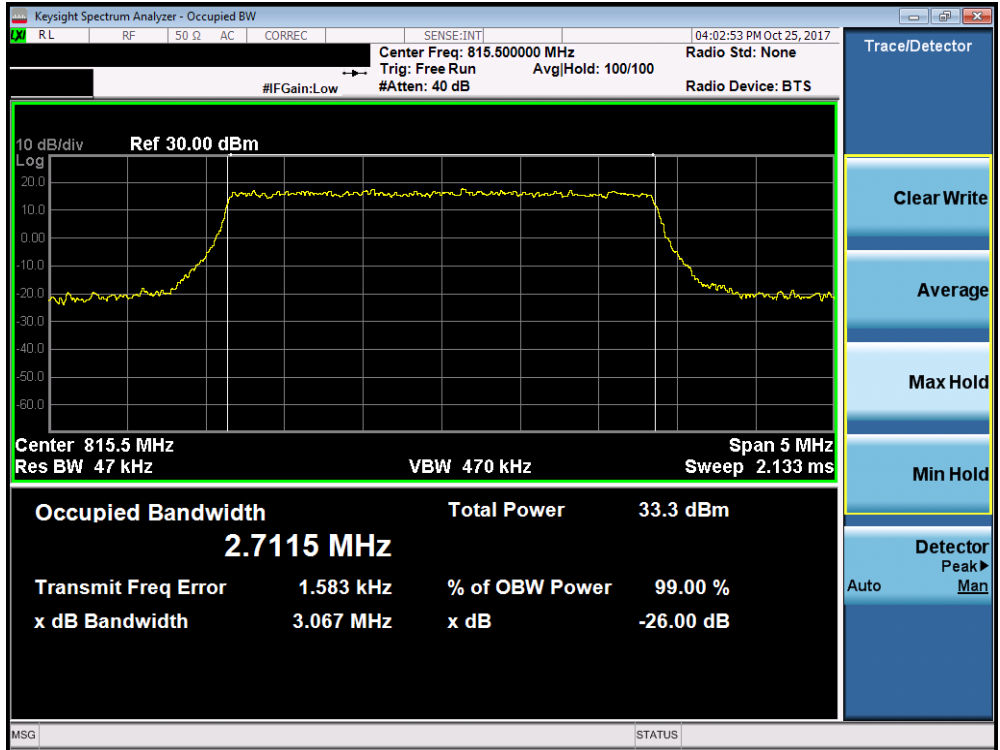 Keysight Spectrum Analyzer - Occupied BW
LXI RL RF 50 Ω AC CORREC SENSE:INT 04:02:53 PM Oct 25, 2017
Center Freq: 815.500000 MHz Radio Std: None
Trig: Free Run Avg|Hold: 100/100
#IFGain:Low #Atten: 40 dB Radio Device: BTS
10 dB/div Ref 30.00 dBm
Log
20.0
10.0
0.00
-10.0
-20.0
-30.0
-40.0
-50.0
-60.0
Center 815.5 MHz Span 5 MHz
Res BW 47 kHz VBW 470 kHz Sweep 2.133 ms
Occupied Bandwidth Total Power 33.3 dBm
2.7115 MHz
Transmit Freq Error 1.583 kHz % of OBW Power 99.00 %
x dB Bandwidth 3.067 MHz x dB -26.00 dB
Trace/Detector
Clear Write
Average
Max Hold
Min Hold
Detector
Peak▶
Auto Man
MSG STATUS